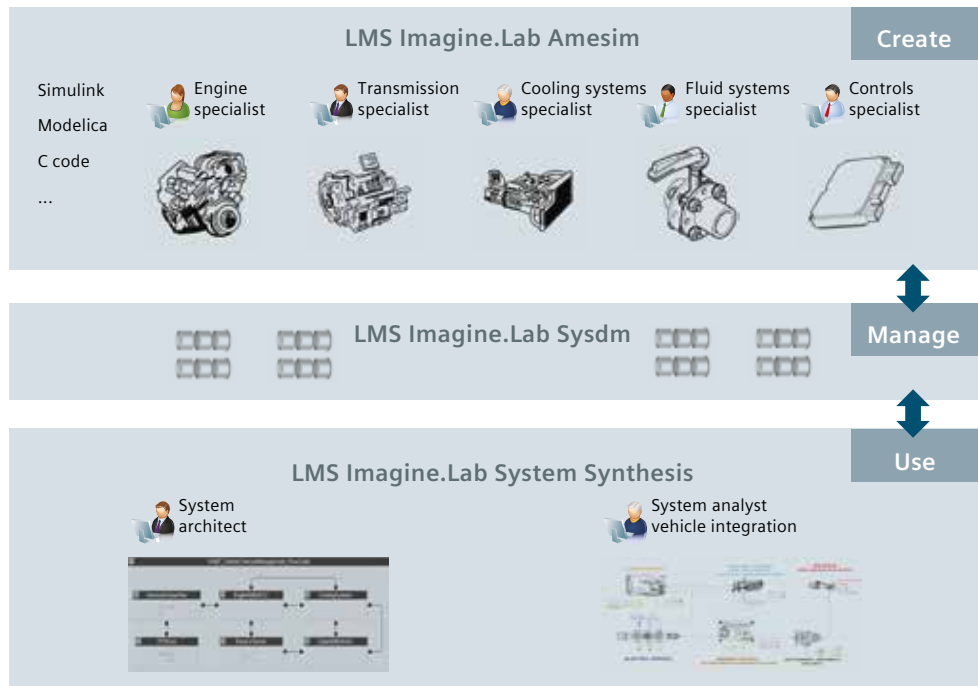 LMS Imagine.Lab Amesim
Create
Simulink
Modelica
C code
...
Engine
specialist
Transmission
specialist
Cooling systems
specialist
Fluid systems
specialist
Controls
specialist
LMS Imagine.Lab Sysdm
Manage
Use
LMS Imagine.Lab System Synthesis
System
architect
System analyst
vehicle integration